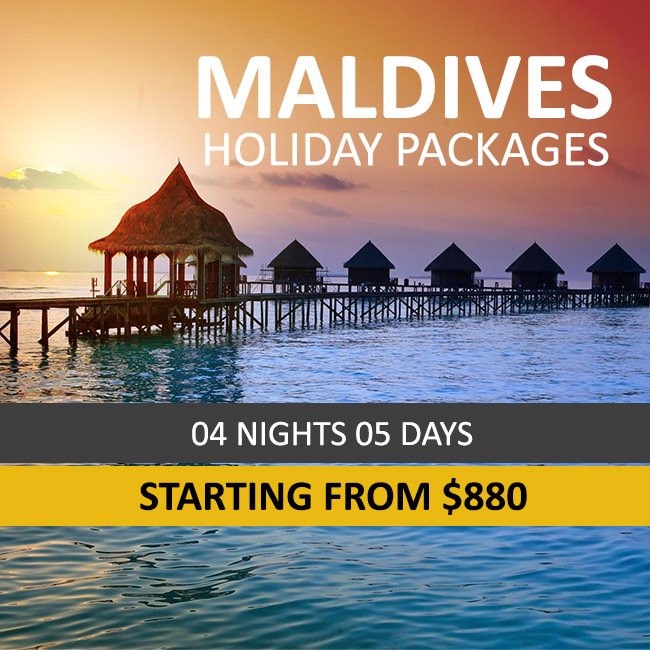 MALDIVES
HOLIDAY PACKAGES
04 NIGHTS 05 DAYS
STARTING FROM $880